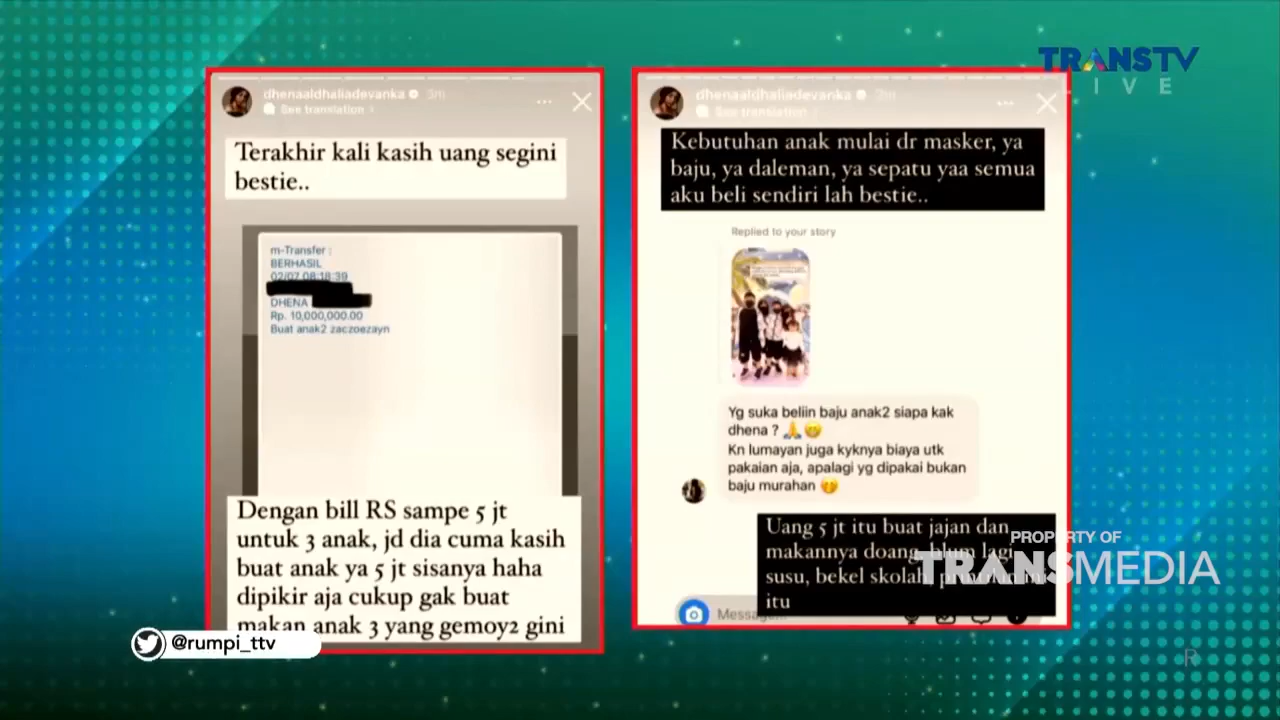 TRANSTV
LIVE
dhenaaldhaliadevanka 3m
See translation
Terakhir kali kasih uang segini
bestie..
m-Transfer :
BERHASIL
02/07 08:18:39
DHENA
Rp. 10,000,000.00
Buat anak2 zaczoezayn
Dengan bill RS sampe 5 jt
untuk 3 anak, jd dia cuma kasih
buat anak ya 5 jt sisanya haha
dipikir aja cukup gak buat
makan anak 3 yang gemoy2 gini
dhenaaldhaliadevanka
See translation
Kebutuhan anak mulai dr masker, ya
baju, ya daleman, ya sepatu yaa semua
aku beli sendiri lah bestie..
Replied to your story
Yg suka beliin baju anak2 siapa kak
dhena ? 🙏😁
Kn lumayan juga kyknya biaya utk
pakaian aja, apalagi yg dipakai bukan
baju murahan 🤭
Uang 5 jt itu buat jajan dan
makannya doang, blum lagi
susu, bekel skolah,
itu
Message...
PROPERTY OF
TRANSMEDIA
@rumpi_ttv
R